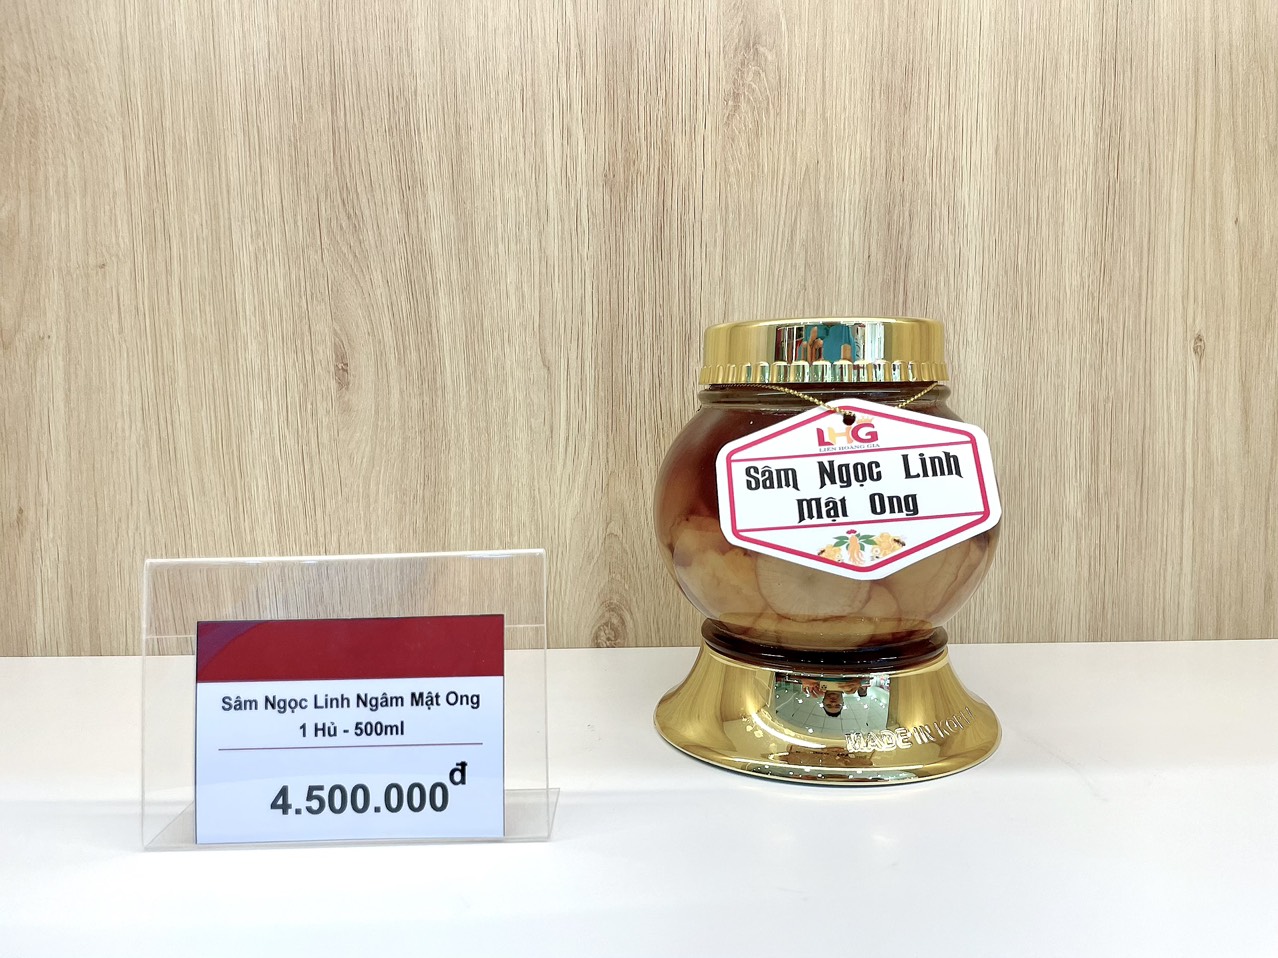 Sâm Ngọc Linh Ngâm Mật Ong
1 Hủ - 500ml
4.500.000đ
LHG
LIÊN HOÀNG GIA
Sâm Ngọc Linh
Mật Ong
MADE IN KOREA